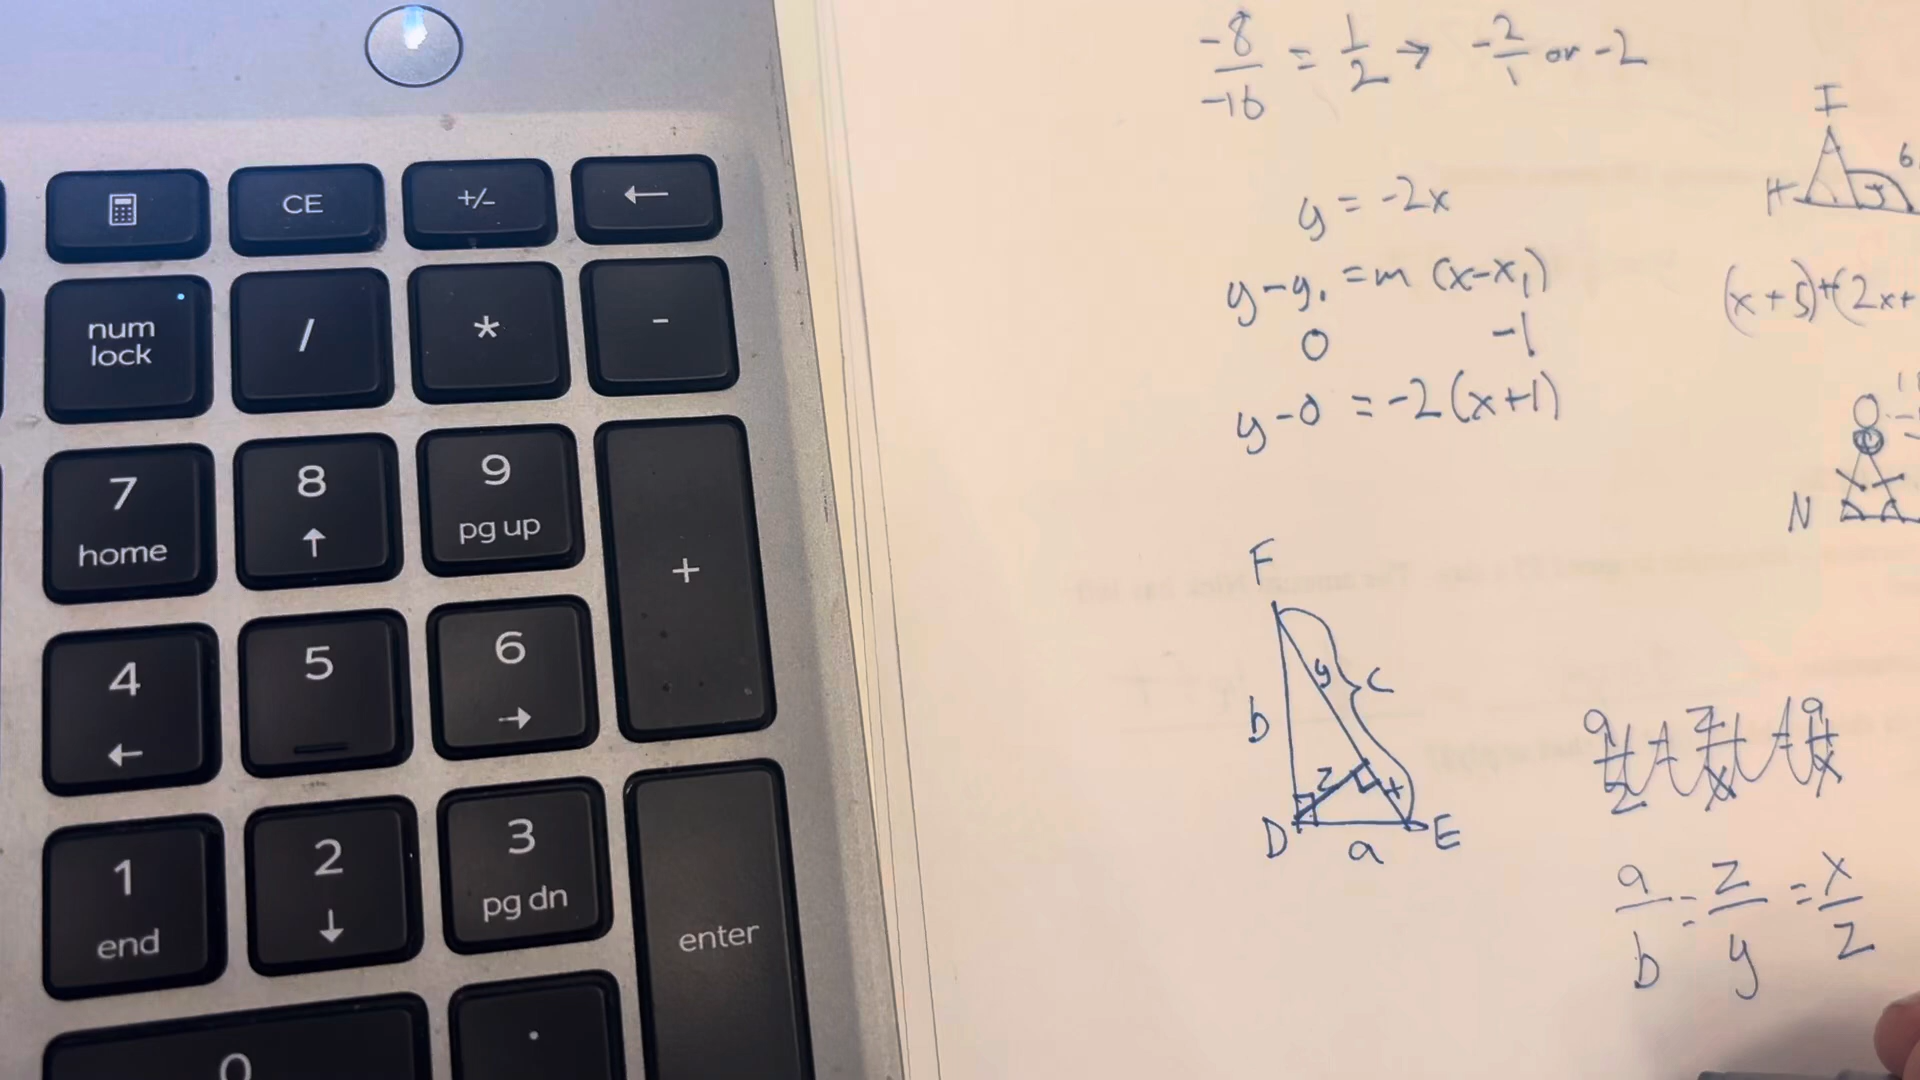 CE +/- ←
num lock / * -
7 home 8 ↑ 9 pg up +
4 ← 5 6 →
1 end 2 ↓ 3 pg dn enter
0 .
-8/-16 = 1/2 → -2/1 or -2
y = -2x
y-y₁ = m (x-x₁)
0 -1
y-0 = -2(x+1)
I
6
H
(x+5)+(2x+
O
N
F
y
c
b
z
x
D
E
a
a/b = z/y = x/z